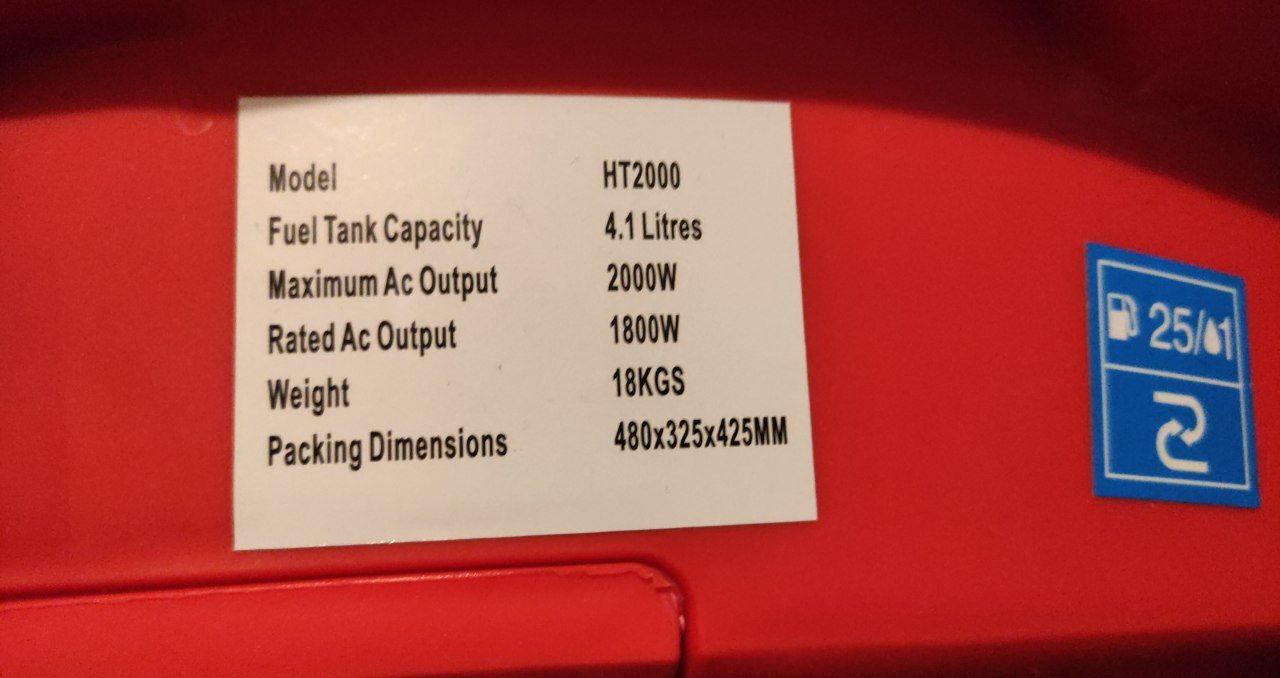 Model HT2000
Fuel Tank Capacity 4.1 Litres
Maximum Ac Output 2000W
Rated Ac Output 1800W
Weight 18KGS
Packing Dimensions 480x325x425MM
25/1